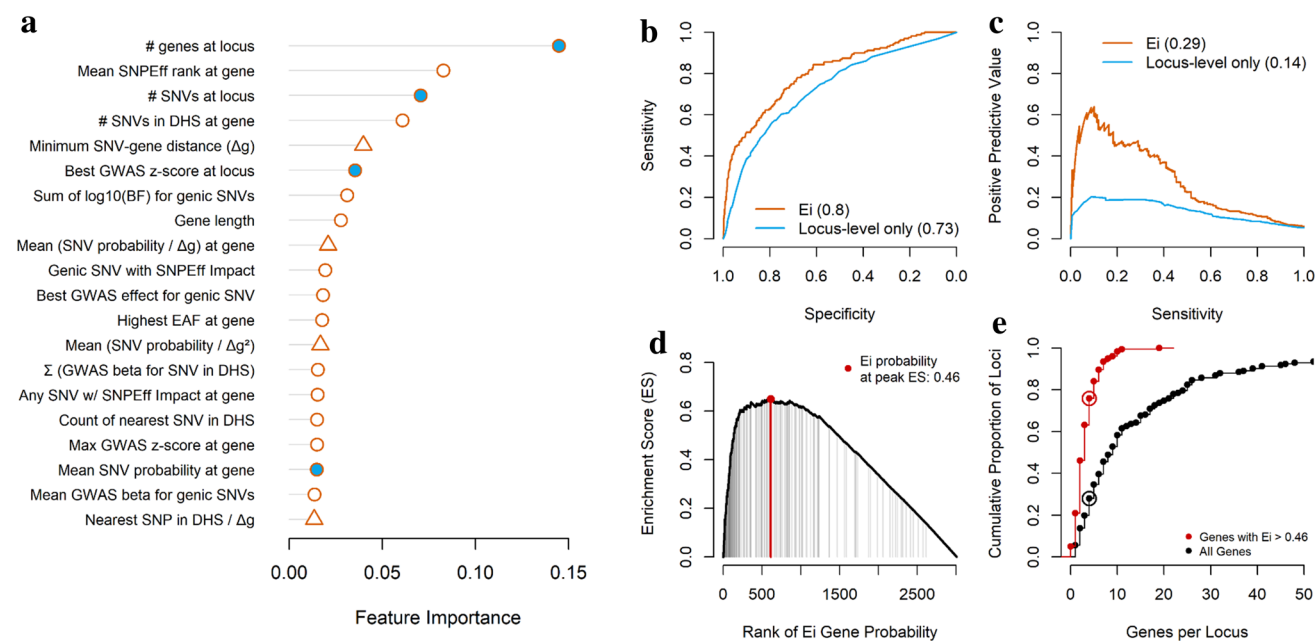 a
# genes at locus
Mean SNPEff rank at gene
# SNVs at locus
# SNVs in DHS at gene
Minimum SNV-gene distance (Δg)
Best GWAS z-score at locus
Sum of log10(BF) for genic SNVs
Gene length
Mean (SNV probability / Δg) at gene
Genic SNV with SNPEff Impact
Best GWAS effect for genic SNV
Highest EAF at gene
Mean (SNV probability / Δg²)
Σ (GWAS beta for SNV in DHS)
Any SNV w/ SNPEff Impact at gene
Count of nearest SNV in DHS
Max GWAS z-score at gene
Mean SNV probability at gene
Mean GWAS beta for genic SNVs
Nearest SNP in DHS / Δg
0.00 0.05 0.10 0.15
Feature Importance
b
Sensitivity
1.0
0.8
0.6
0.4
0.2
0.0
Ei (0.8)
Locus-level only (0.73)
1.0 0.8 0.6 0.4 0.2 0.0
Specificity
c
Positive Predictive Value
1.0
0.8
0.6
0.4
0.2
0.0
Ei (0.29)
Locus-level only (0.14)
0.0 0.2 0.4 0.6 0.8 1.0
Sensitivity
d
Enrichment Score (ES)
0.8
0.6
0.4
0.2
0.0
Ei probability
at peak ES: 0.46
0 500 1500 2500
Rank of Ei Gene Probability
e
Cumulative Proportion of Loci
1.0
0.8
0.6
0.4
0.2
0.0
Genes with Ei > 0.46
All Genes
0 10 20 30 40 50
Genes per Locus